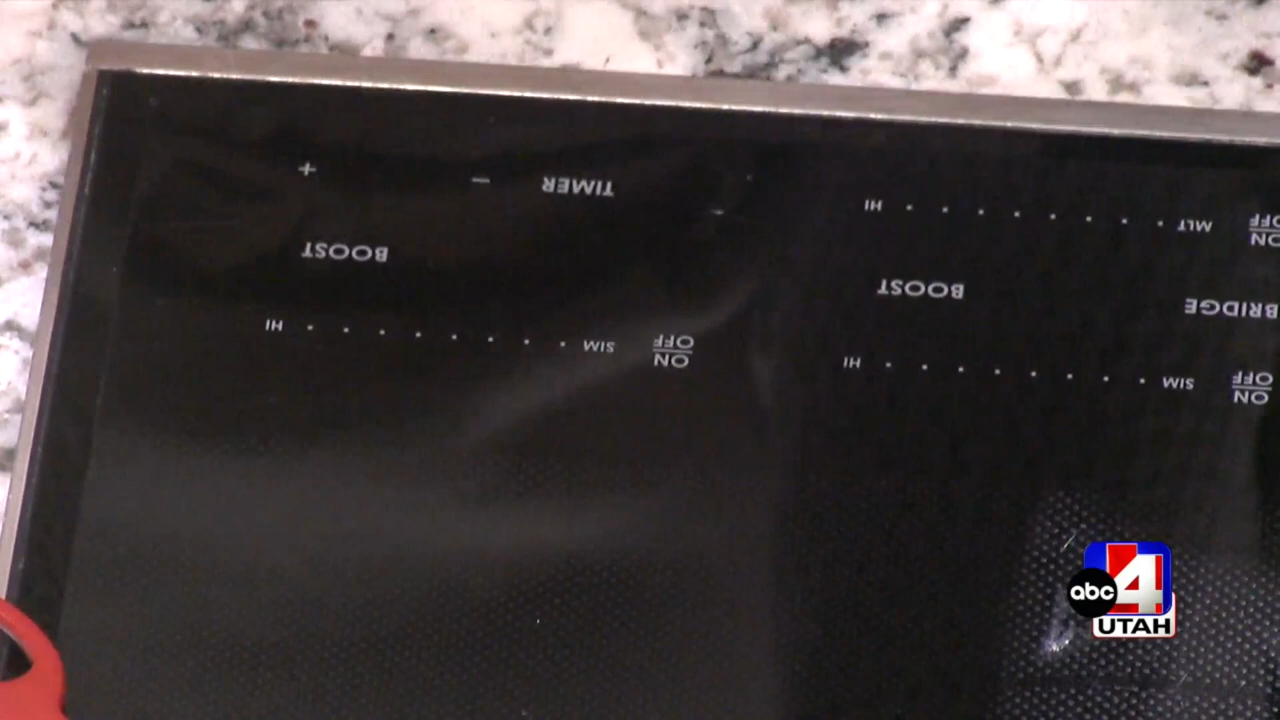 + − TIMER
HI MLT ON OFF
BOOST
BOOST
BRIDGE
HI SIM ON OFF
HI SIM ON OFF
abc 4
UTAH